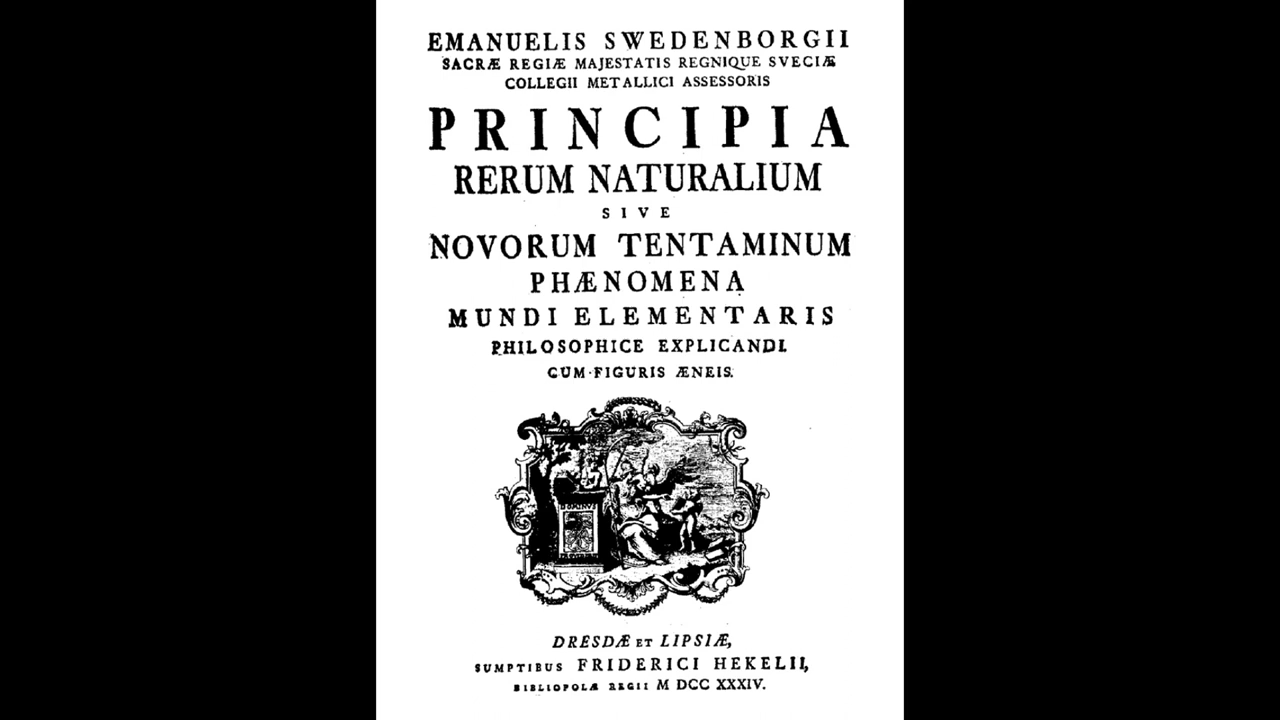 EMANUELIS SWEDENBORGII
SACRÆ REGIÆ MAJESTATIS REGNIQUE SVECIÆ
COLLEGII METALLICI ASSESSORIS
PRINCIPIA
RERUM NATURALIUM
SIVE
NOVORUM TENTAMINUM
PHÆNOMENA
MUNDI ELEMENTARIS
PHILOSOPHICE EXPLICANDI.
CUM FIGURIS ÆNEIS.
DRESDÆ ET LIPSIÆ,
SUMPTIBUS FRIDERICI HEKELII,
BIBLIOPOLÆ REGII M DCC XXXIV.